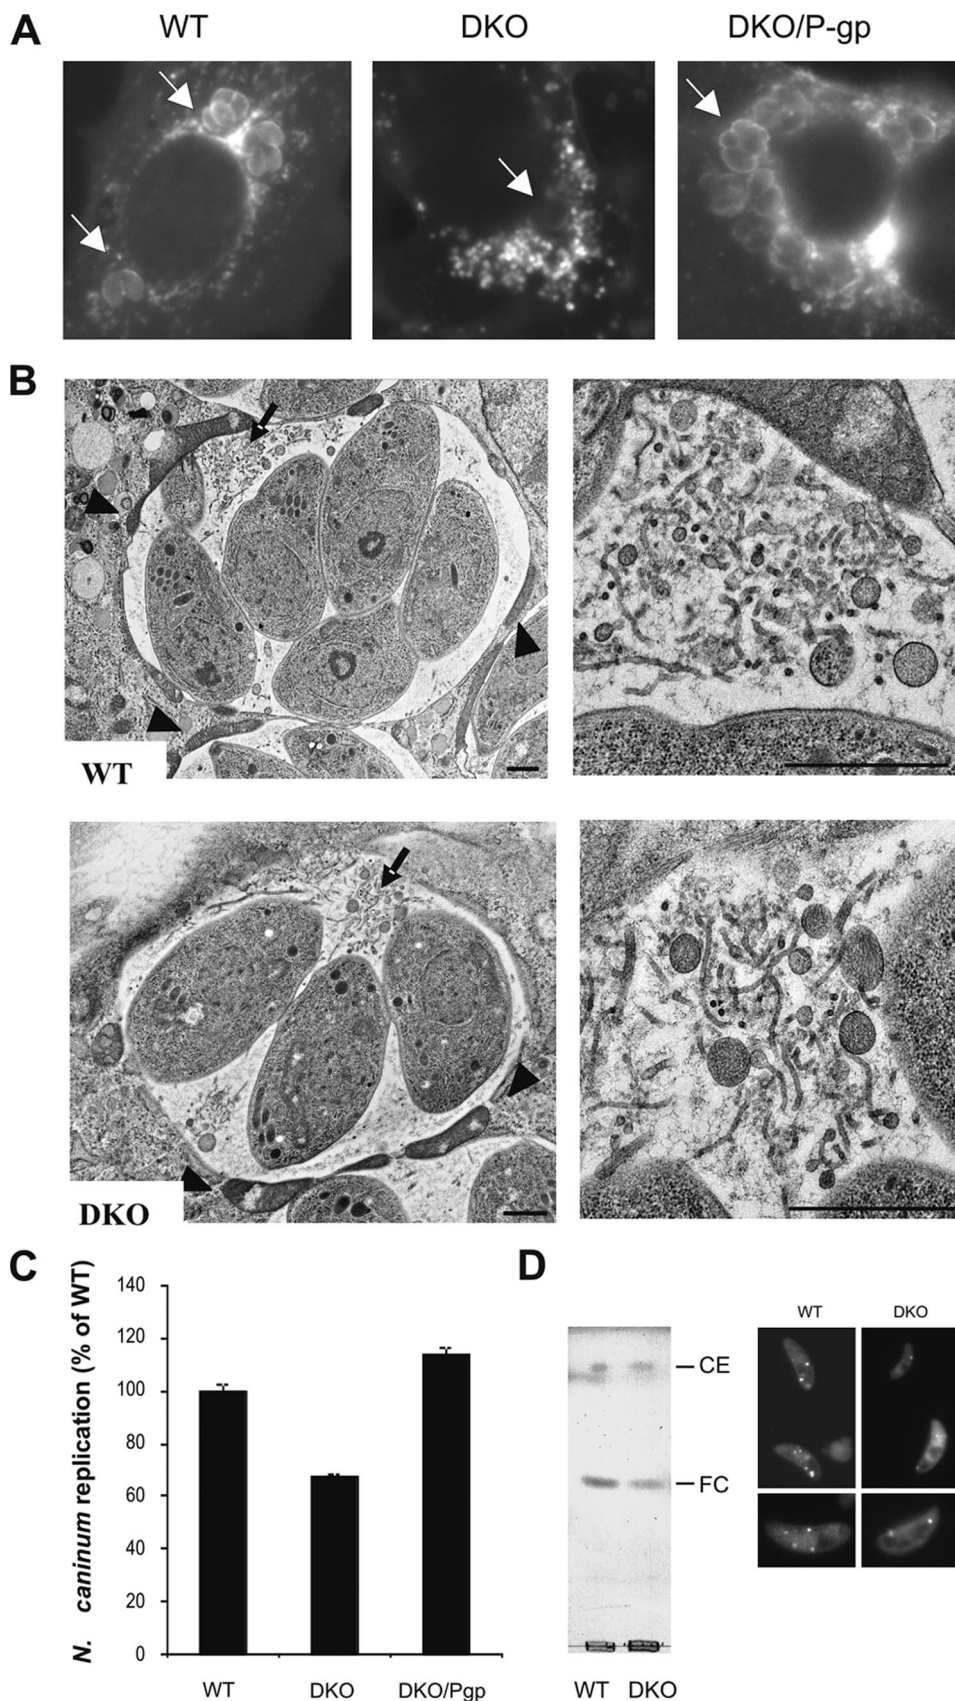 A
WT
DKO
DKO/P-gp
B
WT
DKO
C
N. caninum replication (% of WT)
140
120
100
80
60
40
20
0
WT
DKO
DKO/Pgp
D
CE
FC
WT
DKO
WT
DKO